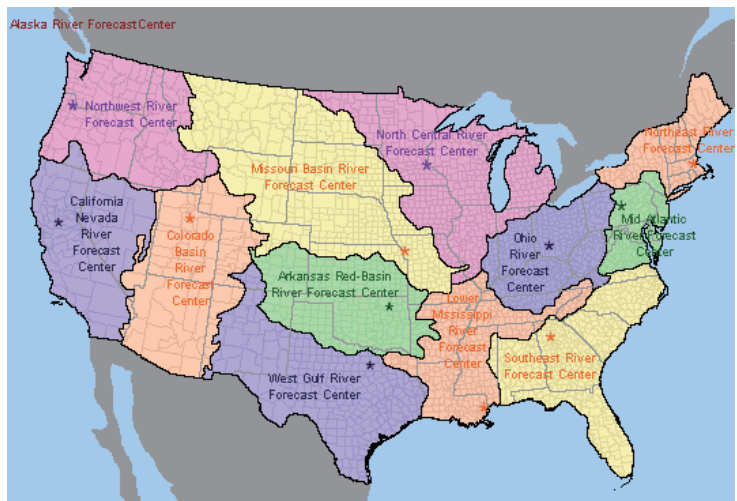 Alaska River Forecast Center
Northwest River
Forecast Center
North Central River
Forecast Center
Northeast River
Forecast Center
Missouri Basin River
Forecast Center
California
Nevada
River
Forecast
Center
Colorado
Basin
River
Forecast
Center
Ohio
River
Forecast
Center
Mid-Atlantic
River Forecast
Center
Arkansas Red-Basin
River Forecast Center
Lower
Mssissippi
River
Forecast
Center
Southeast River
Forecast Center
West Gulf River
Forecast Center